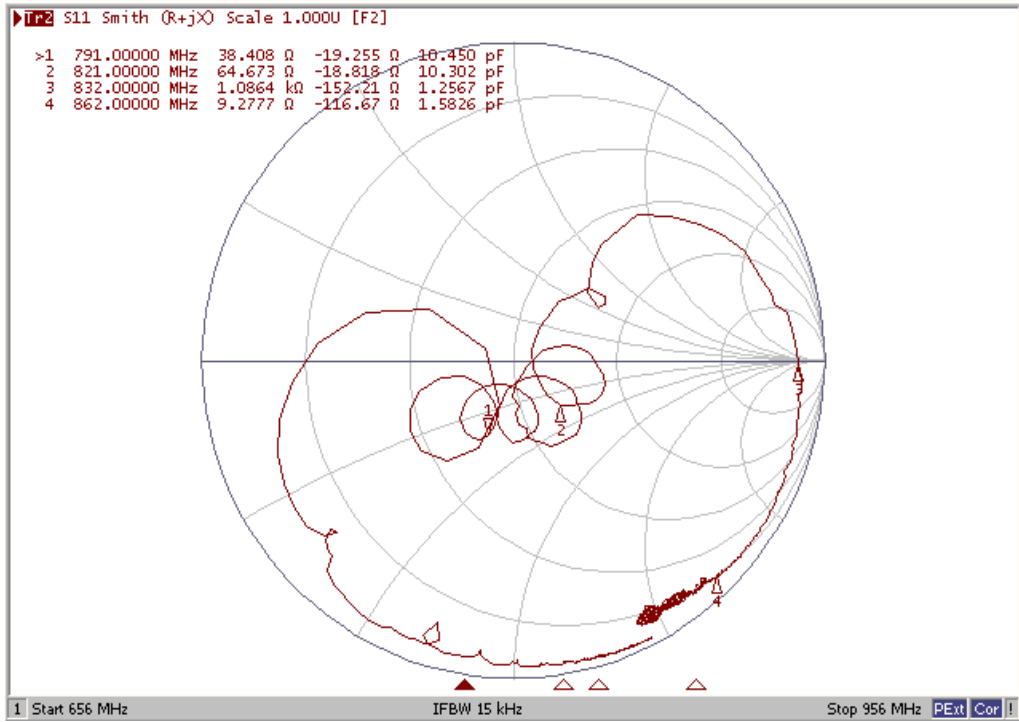 Tr2 S11 Smith (R+jX) Scale 1.000U [F2]
>1 791.00000 MHz 38.408 Ω -19.255 Ω 10.450 pF
2 821.00000 MHz 64.673 Ω -18.818 Ω 10.302 pF
3 832.00000 MHz 1.0864 kΩ -152.21 Ω 1.2567 pF
4 862.00000 MHz 9.2777 Ω -116.67 Ω 1.5826 pF
3
1
2
4
1 Start 656 MHz IFBW 15 kHz Stop 956 MHz PExt Cor !